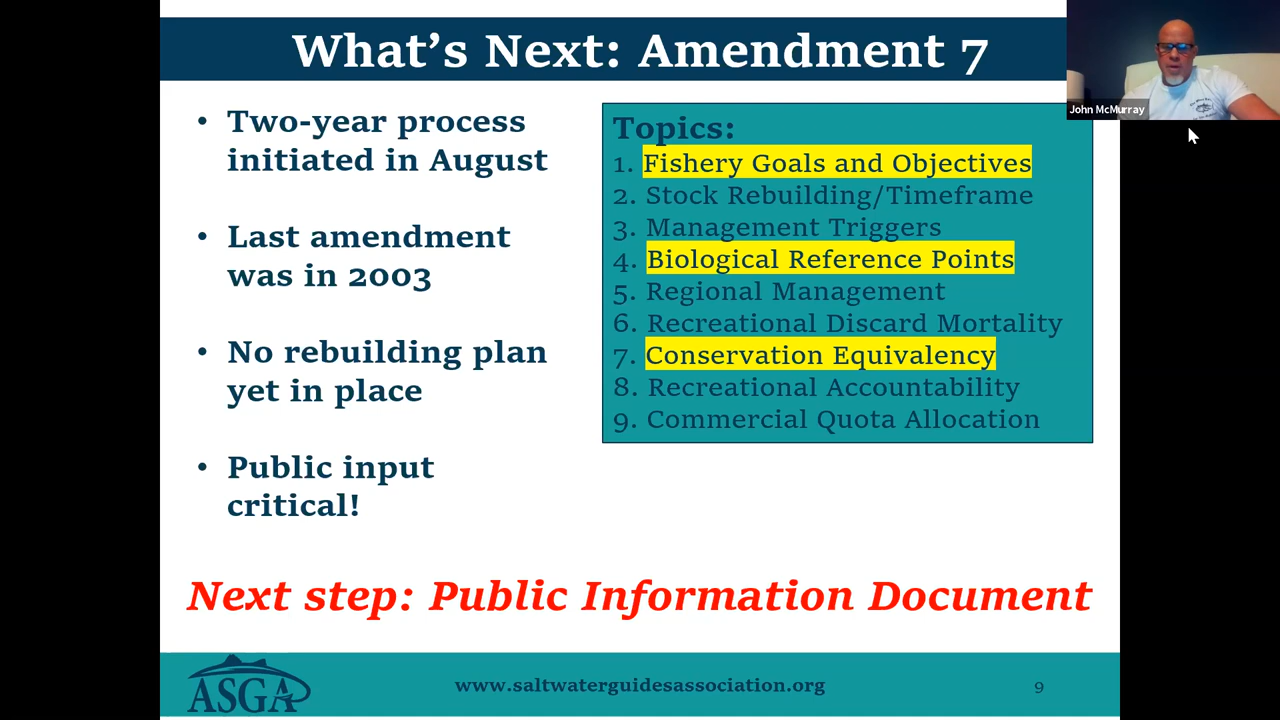 What's Next: Amendment 7
John McMurray
• Two-year process
initiated in August
• Last amendment
was in 2003
• No rebuilding plan
yet in place
• Public input
critical!
Topics:
1. Fishery Goals and Objectives
2. Stock Rebuilding/Timeframe
3. Management Triggers
4. Biological Reference Points
5. Regional Management
6. Recreational Discard Mortality
7. Conservation Equivalency
8. Recreational Accountability
9. Commercial Quota Allocation
Next step: Public Information Document
ASGA
www.saltwaterguidesassociation.org
9